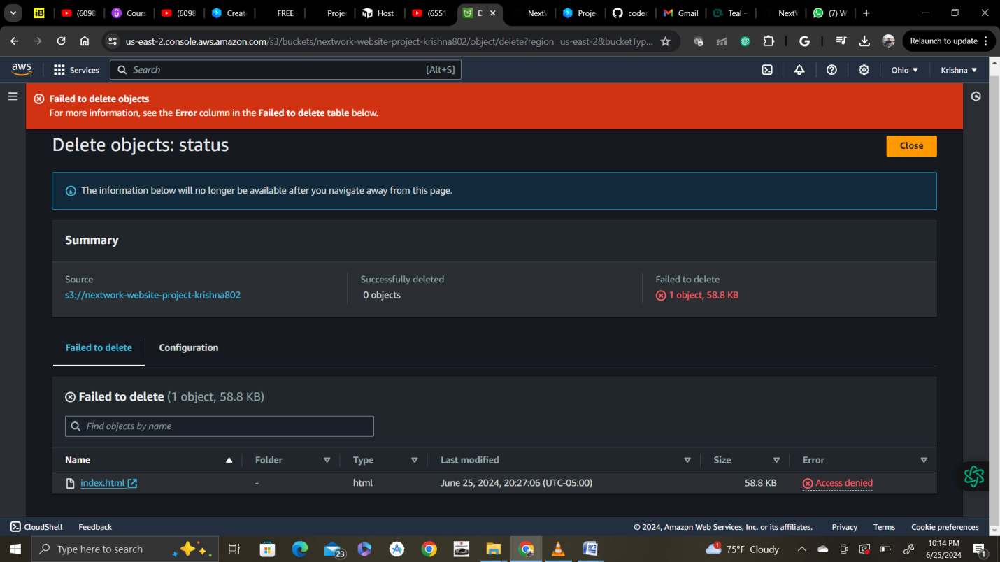 iB
(6098
Cours
(6098
Create
FREE
Projec
Host
(6551
D
NextW
Projec
coder
Gmail
Teal -
NextW
(7) W
us-east-2.console.aws.amazon.com/s3/buckets/nextwork-website-project-krishna802/object/delete?region=us-east-2&bucketTyp...
Relaunch to update
aws
Services
Search
[Alt+S]
Ohio
Krishna
Failed to delete objects
For more information, see the Error column in the Failed to delete table below.
Delete objects: status
Close
The information below will no longer be available after you navigate away from this page.
Summary
Source
Successfully deleted
Failed to delete
s3://nextwork-website-project-krishna802
0 objects
1 object, 58.8 KB
Failed to delete
Configuration
Failed to delete (1 object, 58.8 KB)
Find objects by name
Name
Folder
Type
Last modified
Size
Error
index.html
-
html
June 25, 2024, 20:27:06 (UTC-05:00)
58.8 KB
Access denied
CloudShell
Feedback
© 2024, Amazon Web Services, Inc. or its affiliates.
Privacy
Terms
Cookie preferences
Type here to search
23
1
75°F Cloudy
10:14 PM
6/25/2024
1